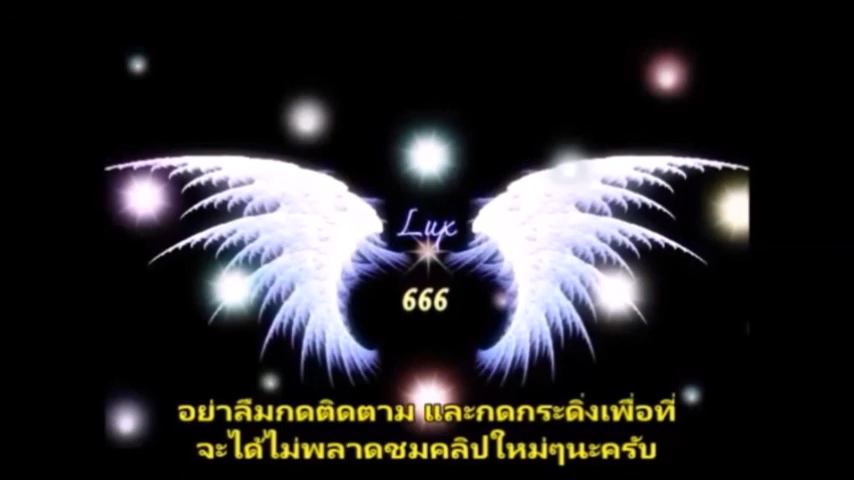 Lux
666
อย่าลืมกดติดตาม และกดกระดิ่งเพื่อที่
จะได้ไม่พลาดชมคลิปใหม่ๆนะครับ